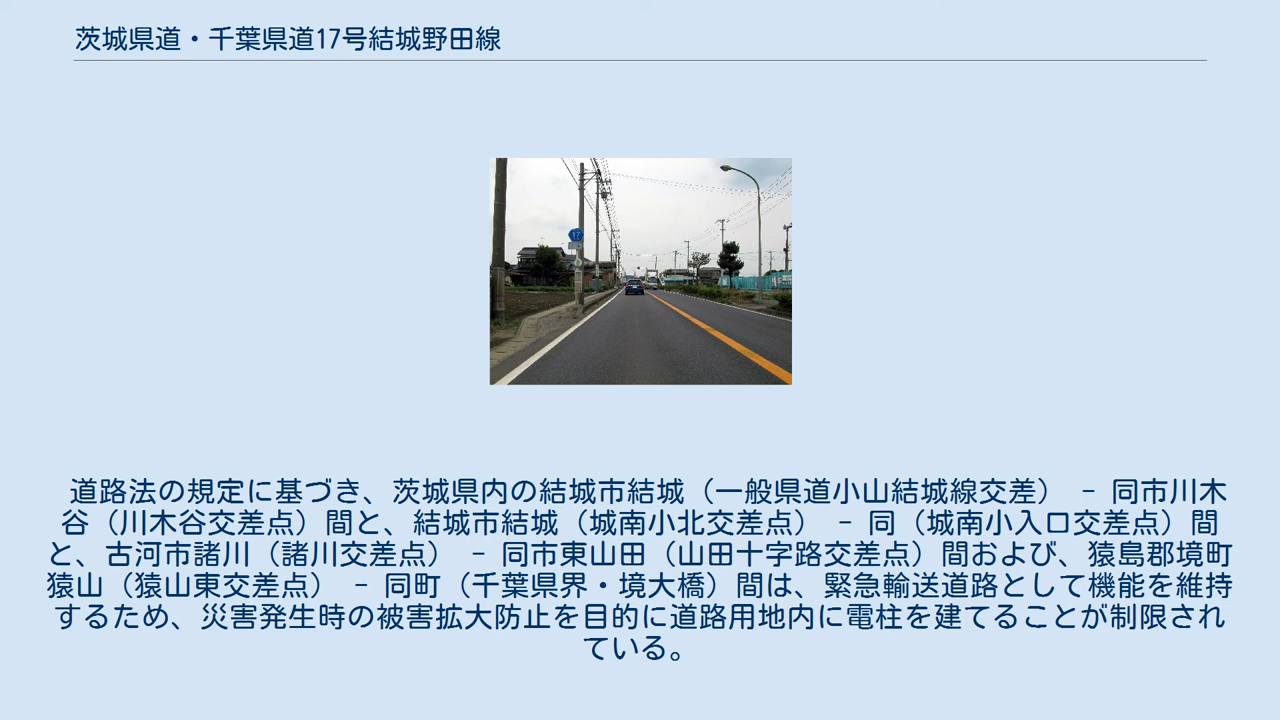 茨城県道・千葉県道17号結城野田線
17
道路法の規定に基づき、茨城県内の結城市結城（一般県道小山結城線交差） - 同市川木
谷（川木谷交差点）間と、結城市結城（城南小北交差点） - 同（城南小入口交差点）間
と、古河市諸川（諸川交差点） - 同市東山田（山田十字路交差点）間および、猿島郡境町
猿山（猿山東交差点） - 同町（千葉県界・境大橋）間は、緊急輸送道路として機能を維持
するため、災害発生時の被害拡大防止を目的に道路用地内に電柱を建てることが制限され
ている。